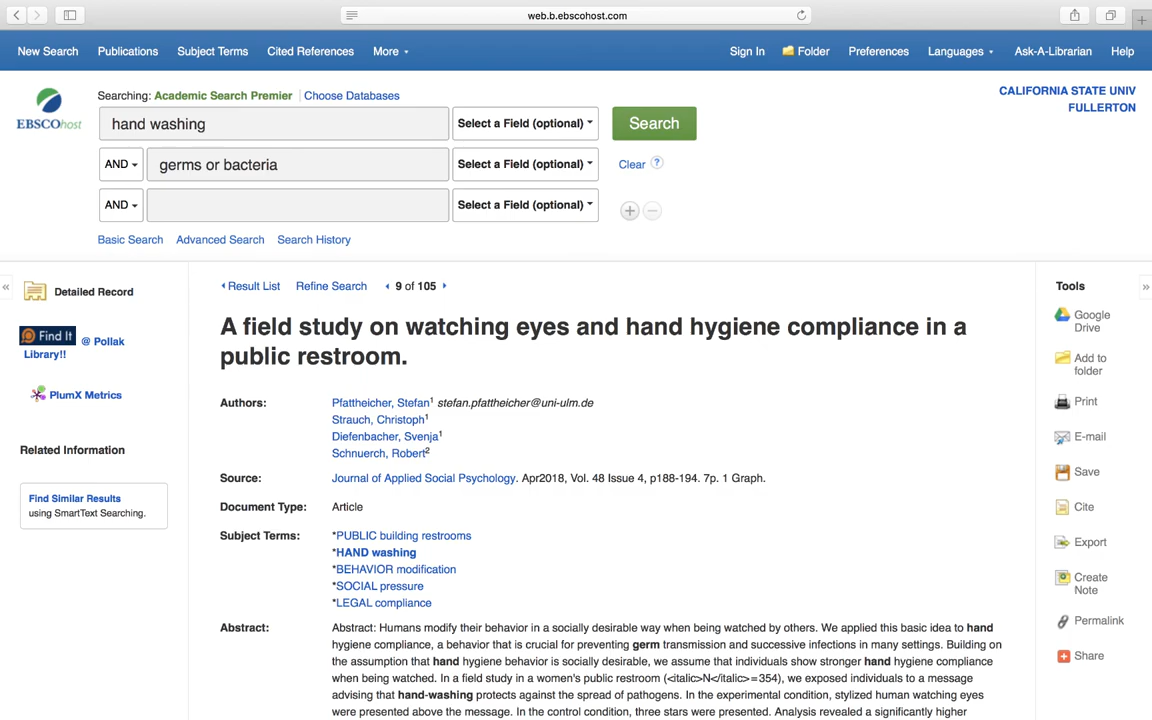 web.b.ebscohost.com
New Search Publications Subject Terms Cited References More Sign In Folder Preferences Languages Ask-A-Librarian Help
Searching: Academic Search Premier Choose Databases
CALIFORNIA STATE UNIV
FULLERTON
EBSCOhost
hand washing Select a Field (optional) Search
AND germs or bacteria Select a Field (optional) Clear ?
AND Select a Field (optional) + −
Basic Search Advanced Search Search History
« Detailed Record
Result List Refine Search 9 of 105
Tools »
Find It @ Pollak
Library!!
PlumX Metrics
Related Information
Find Similar Results
using SmartText Searching.
A field study on watching eyes and hand hygiene compliance in a
public restroom.
Authors: Pfattheicher, Stefan1 stefan.pfattheicher@uni-ulm.de
Strauch, Christoph1
Diefenbacher, Svenja1
Schnuerch, Robert2
Source: Journal of Applied Social Psychology. Apr2018, Vol. 48 Issue 4, p188-194. 7p. 1 Graph.
Document Type: Article
Subject Terms: *PUBLIC building restrooms
*HAND washing
*BEHAVIOR modification
*SOCIAL pressure
*LEGAL compliance
Abstract: Abstract: Humans modify their behavior in a socially desirable way when being watched by others. We applied this basic idea to hand
hygiene compliance, a behavior that is crucial for preventing germ transmission and successive infections in many settings. Building on
the assumption that hand hygiene behavior is socially desirable, we assume that individuals show stronger hand hygiene compliance
when being watched. In a field study in a women's public restroom (<italic>N</italic>=354), we exposed individuals to a message
advising that hand-washing protects against the spread of pathogens. In the experimental condition, stylized human watching eyes
were presented above the message. In the control condition, three stars were presented. Analysis revealed a significantly higher
Google
Drive
Add to
folder
Print
E-mail
Save
Cite
Export
Create
Note
Permalink
Share